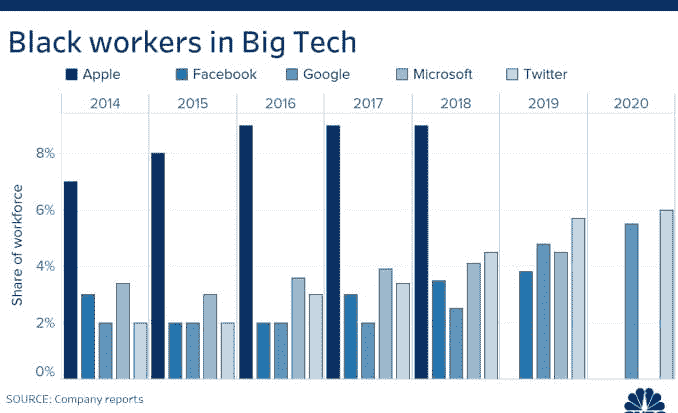 Black workers in Big Tech
Apple Facebook Google Microsoft Twitter
2014 2015 2016 2017 2018 2019 2020
8%
6%
4%
2%
0%
Share of workforce
SOURCE: Company reports